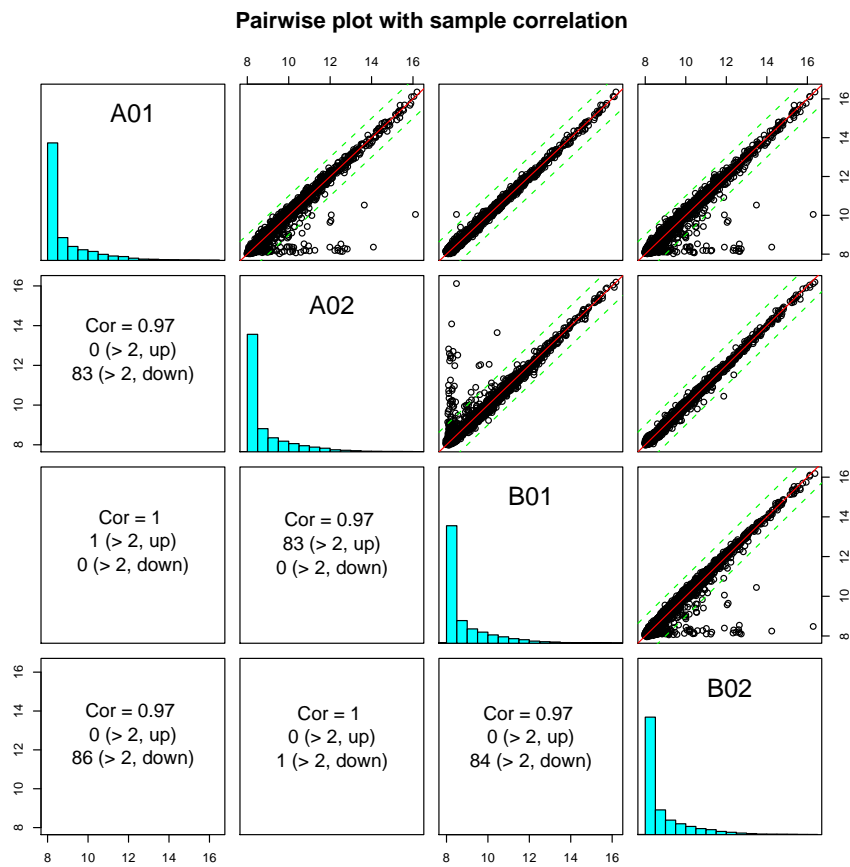 Pairwise plot with sample correlation
8 10 12 14 16
8 10 12 14 16
A01
8 10 12 14 16
8 10 12 14 16
Cor = 0.97
0 (> 2, up)
83 (> 2, down)
A02
Cor = 1
1 (> 2, up)
0 (> 2, down)
Cor = 0.97
83 (> 2, up)
0 (> 2, down)
B01
8 10 12 14 16
8 10 12 14 16
Cor = 0.97
0 (> 2, up)
86 (> 2, down)
Cor = 1
0 (> 2, up)
1 (> 2, down)
Cor = 0.97
0 (> 2, up)
84 (> 2, down)
B02
8 10 12 14 16
8 10 12 14 16